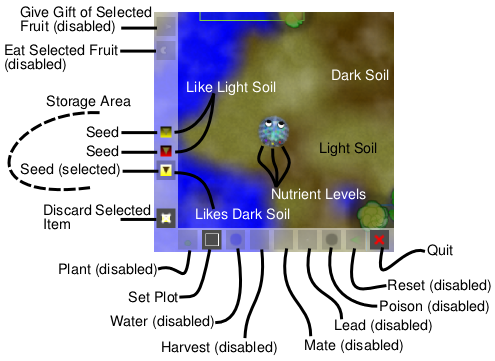 Give Gift of Selected
Fruit (disabled)
Eat Selected Fruit
(disabled)
Dark Soil
Like Light Soil
Storage Area
Seed
Seed
Light Soil
Seed (selected)
Nutrient Levels
Discard Selected
Item
Likes Dark Soil
Quit
Plant (disabled)
Reset (disabled)
Set Plot
Poison (disabled)
Water (disabled)
Lead (disabled)
Harvest (disabled)
Mate (disabled)